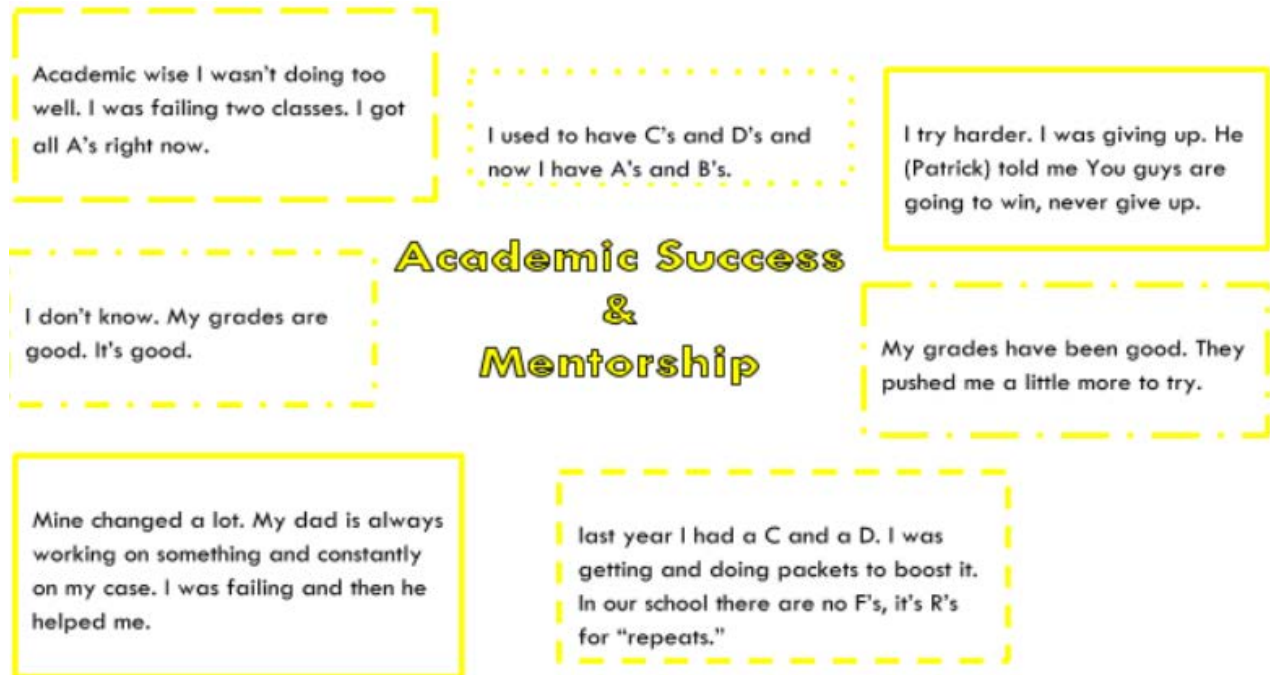 Academic wise I wasn't doing too
well. I was failing two classes. I got
all A's right now.
I used to have C's and D's and
now I have A's and B's.
I try harder. I was giving up. He
(Patrick) told me You guys are
going to win, never give up.
Academic Success
&
Mentorship
I don't know. My grades are
good. It's good.
My grades have been good. They
pushed me a little more to try.
Mine changed a lot. My dad is always
working on something and constantly
on my case. I was failing and then he
helped me.
last year I had a C and a D. I was
getting and doing packets to boost it.
In our school there are no F's, it's R's
for “repeats.”